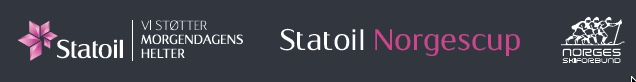 Statoil
VI STØTTER
MORGENDAGENS
HELTER
Statoil Norgescup
NORGES
SKIFORBUND